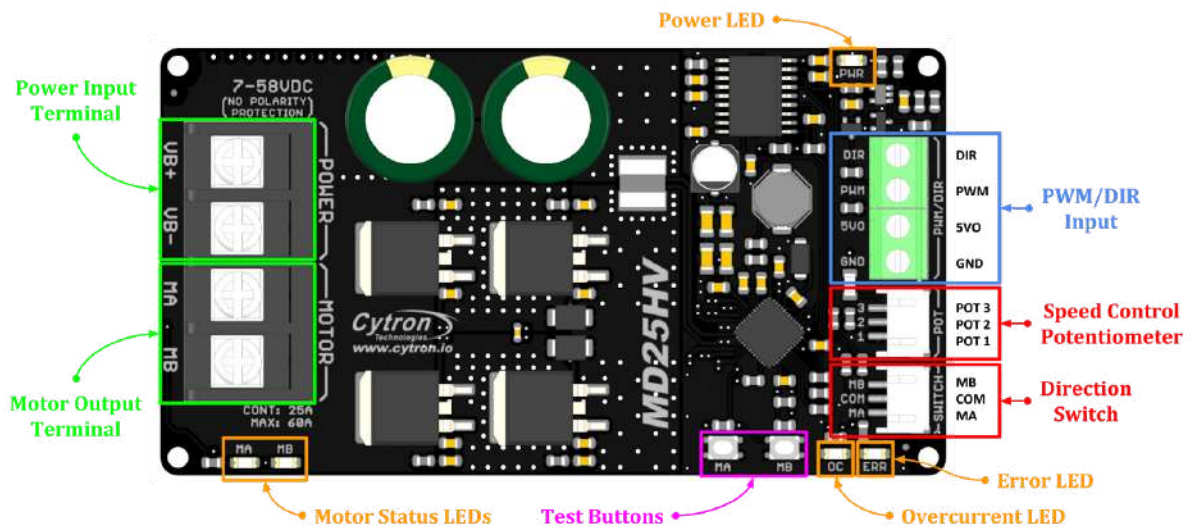 Power LED
PWR
Power Input
Terminal
7-58VDC
(NO POLARITY
PROTECTION)
VB+
VB-
POWER
MA
MB
MOTOR
Motor Output
Terminal
CONT: 25A
MAX: 60A
MA MB
Motor Status LEDs
Cytron
Technologies
www.cytron.io
MD25HV
DIR
PWM
5VO
GND
PWM/DIR
DIR
PWM
5VO
GND
PWM/DIR
Input
3
2
1
POT
POT 3
POT 2
POT 1
Speed Control
Potentiometer
MB
COM
MA
SWITCH
MB
COM
MA
Direction
Switch
MA MB
Test Buttons
OC ERR
Error LED
Overcurrent LED